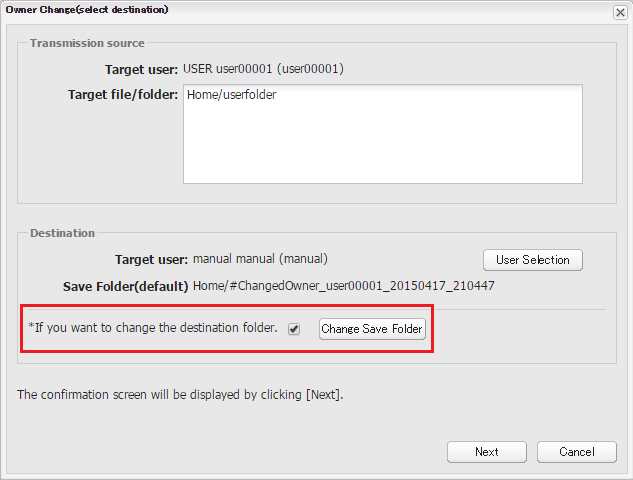 Owner Change(select destination)
Transmission source
Target user: USER user00001 (user00001)
Target file/folder: Home/userfolder
Destination
Target user: manual manual (manual)
User Selection
Save Folder(default) Home/#ChangedOwner_user00001_20150417_210447
*If you want to change the destination folder.
Change Save Folder
The confirmation screen will be displayed by clicking [Next].
Next
Cancel